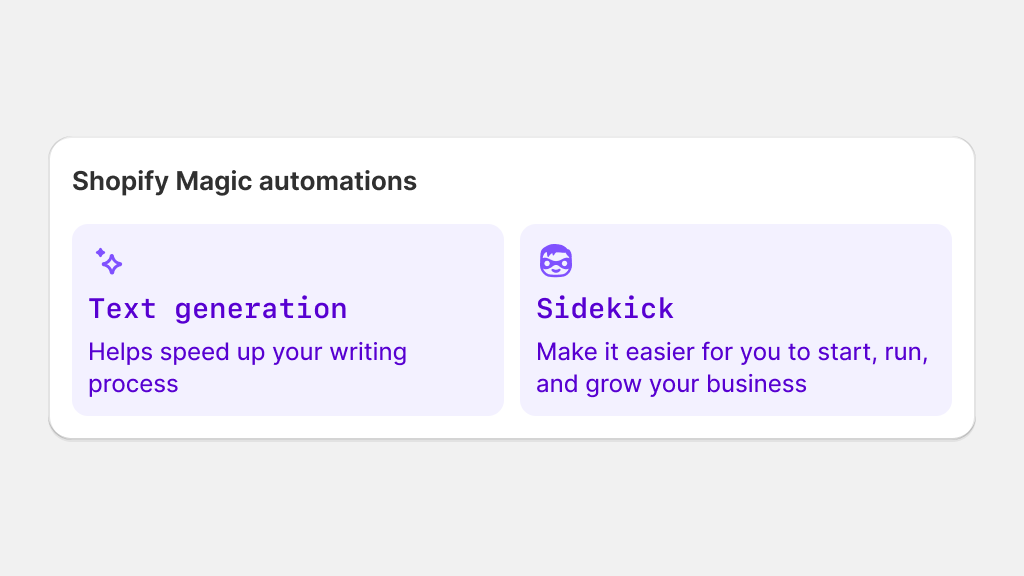 Shopify Magic automations
Text generation
Helps speed up your writing
process
Sidekick
Make it easier for you to start, run,
and grow your business